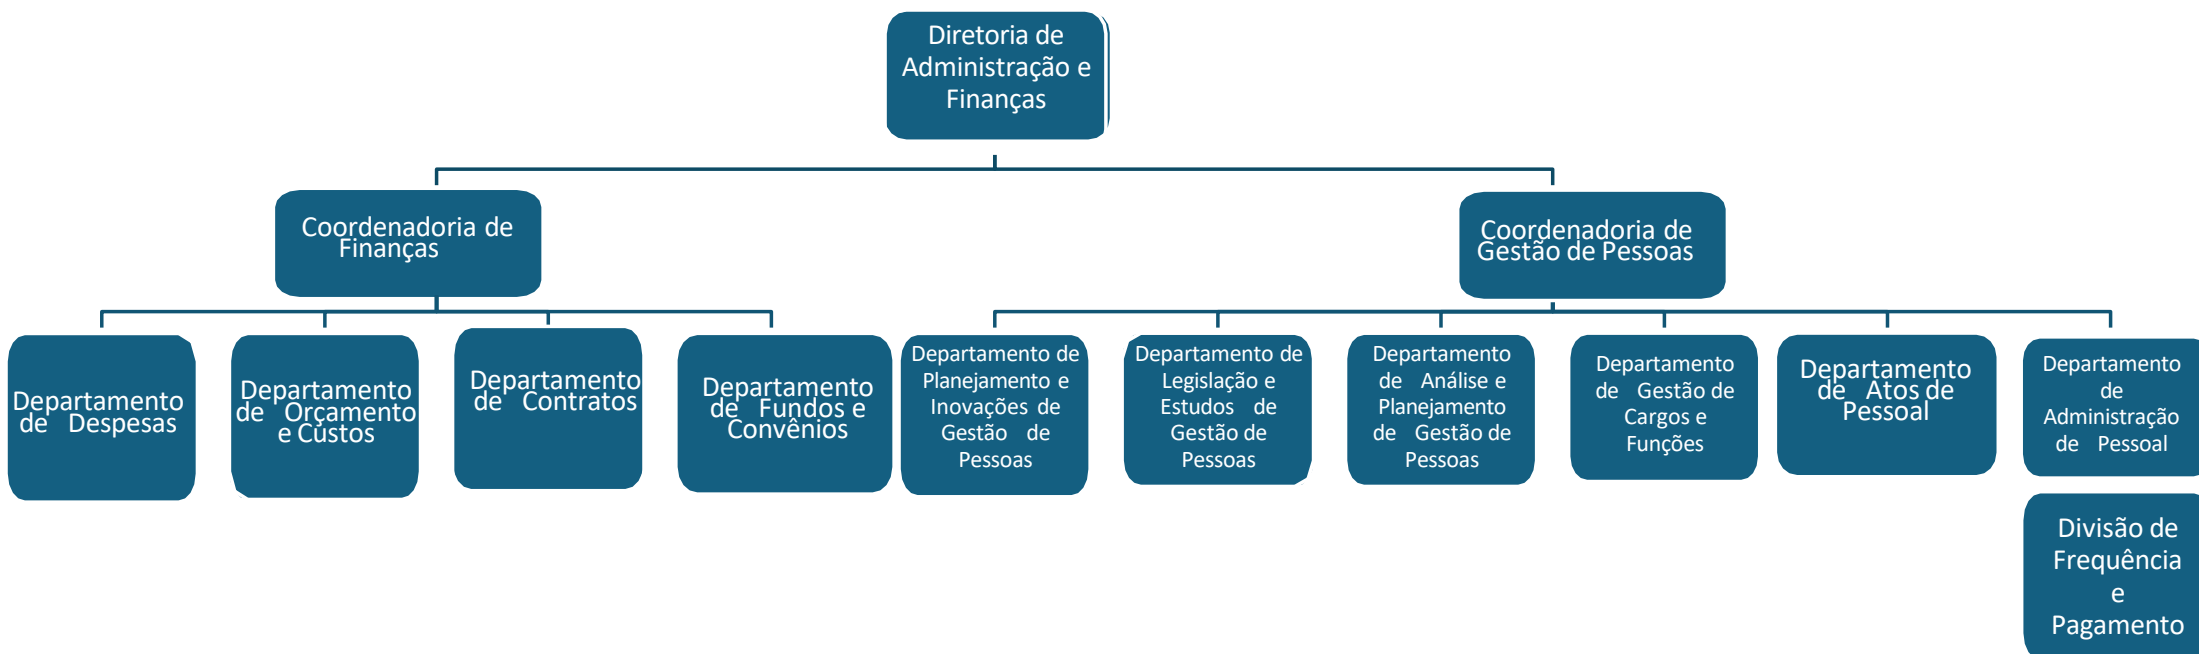 Diretoria de
Administração e
Finanças
Coordenadoria de
Finanças
Coordenadoria de
Gestão de Pessoas
Departamento
de Despesas
Departamento
de Orçamento
e Custos
Departamento
de Contratos
Departamento
de Fundos e
Convênios
Departamento de
Planejamento e
Inovações de
Gestão de
Pessoas
Departamento de
Legislação e
Estudos de
Gestão de
Pessoas
Departamento
de Análise e
Planejamento
de Gestão de
Pessoas
Departamento
de Gestão de
Cargos e
Funções
Departamento
de Atos de
Pessoal
Departamento
de
Administração
de Pessoal
Divisão de
Frequência
e
Pagamento